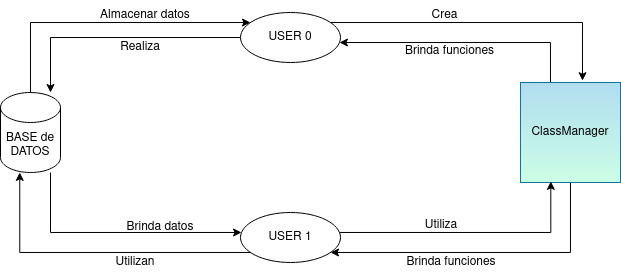 Almacenar datos
Crea
USER 0
Realiza
Brinda funciones
BASE de
DATOS
ClassManager
Brinda datos
Utiliza
USER 1
Utilizan
Brinda funciones